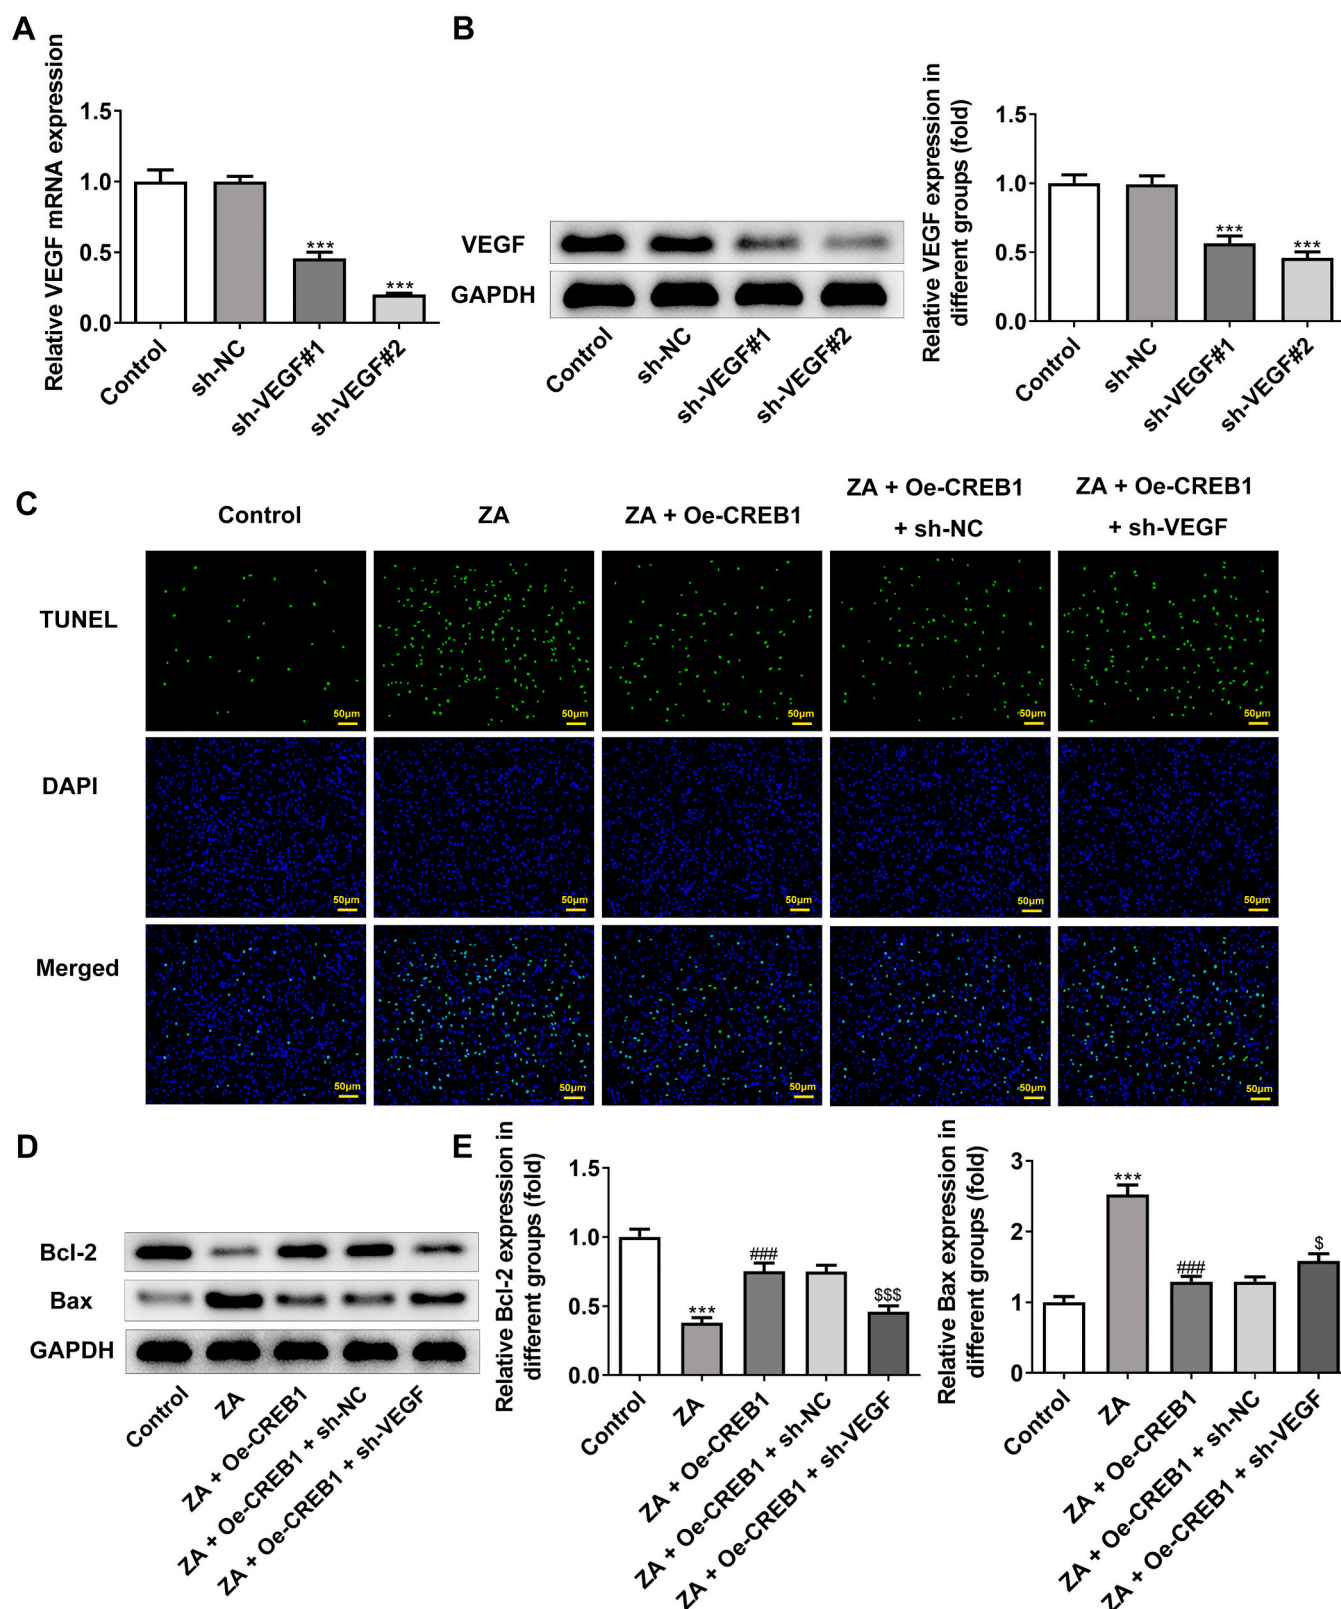 A
Relative VEGF mRNA expression
1.5
1.0
0.5
0.0
***
***
Control
sh-NC
sh-VEGF#1
sh-VEGF#2
B
VEGF
GAPDH
Control
sh-NC
sh-VEGF#1
sh-VEGF#2
Relative VEGF expression in
different groups (fold)
1.5
1.0
0.5
0.0
***
***
Control
sh-NC
sh-VEGF#1
sh-VEGF#2
C
Control
ZA
ZA + Oe-CREB1
ZA + Oe-CREB1
+ sh-NC
ZA + Oe-CREB1
+ sh-VEGF
TUNEL
50μm
50μm
50μm
50μm
50μm
DAPI
50μm
50μm
50μm
50μm
50μm
Merged
50μm
50μm
50μm
50μm
50μm
D
Bcl-2
Bax
GAPDH
Control
ZA
ZA + Oe-CREB1
ZA + Oe-CREB1 + sh-NC
ZA + Oe-CREB1 + sh-VEGF
E
Relative Bcl-2 expression in
different groups (fold)
1.5
1.0
0.5
0.0
***
###
$$$
Control
ZA
ZA + Oe-CREB1
ZA + Oe-CREB1 + sh-NC
ZA + Oe-CREB1 + sh-VEGF
Relative Bax expression in
different groups (fold)
3
2
1
0
***
###
$
Control
ZA
ZA + Oe-CREB1
ZA + Oe-CREB1 + sh-NC
ZA + Oe-CREB1 + sh-VEGF